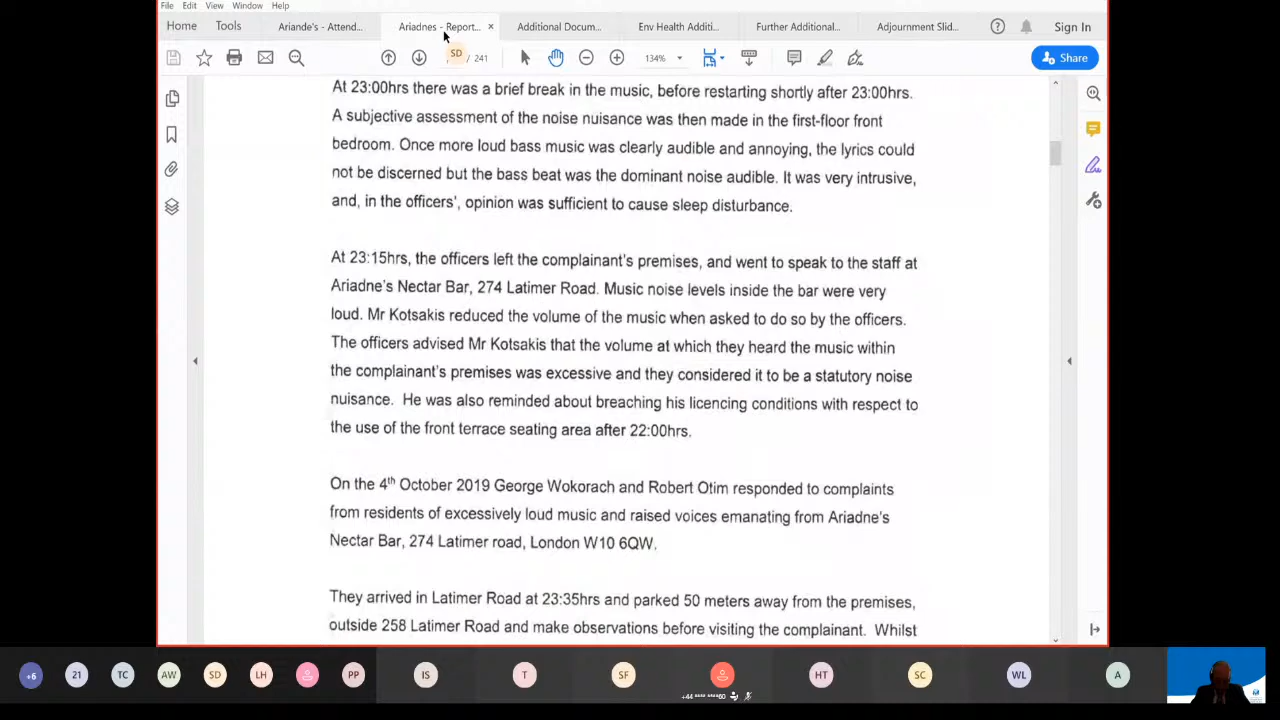 File Edit View Window Help
Home Tools Ariande's - Attend... Ariadnes - Report... × Additional Docum... Env Health Additi... Further Additional... Adjournment Slid... Sign In
SD / 241 134% Share
At 23:00hrs there was a brief break in the music, before restarting shortly after 23:00hrs.
A subjective assessment of the noise nuisance was then made in the first-floor front
bedroom. Once more loud bass music was clearly audible and annoying, the lyrics could
not be discerned but the bass beat was the dominant noise audible. It was very intrusive,
and, in the officers', opinion was sufficient to cause sleep disturbance.
At 23:15hrs, the officers left the complainant's premises, and went to speak to the staff at
Ariadne's Nectar Bar, 274 Latimer Road. Music noise levels inside the bar were very
loud. Mr Kotsakis reduced the volume of the music when asked to do so by the officers.
The officers advised Mr Kotsakis that the volume at which they heard the music within
the complainant's premises was excessive and they considered it to be a statutory noise
nuisance. He was also reminded about breaching his licencing conditions with respect to
the use of the front terrace seating area after 22:00hrs.
On the 4th October 2019 George Wokorach and Robert Otim responded to complaints
from residents of excessively loud music and raised voices emanating from Ariadne's
Nectar Bar, 274 Latimer road, London W10 6QW.
They arrived in Latimer Road at 23:35hrs and parked 50 meters away from the premises,
outside 258 Latimer Road and make observations before visiting the complainant. Whilst
+6 21 TC AW SD LH PP IS T SF HT SC WL A
+44 **** ****60